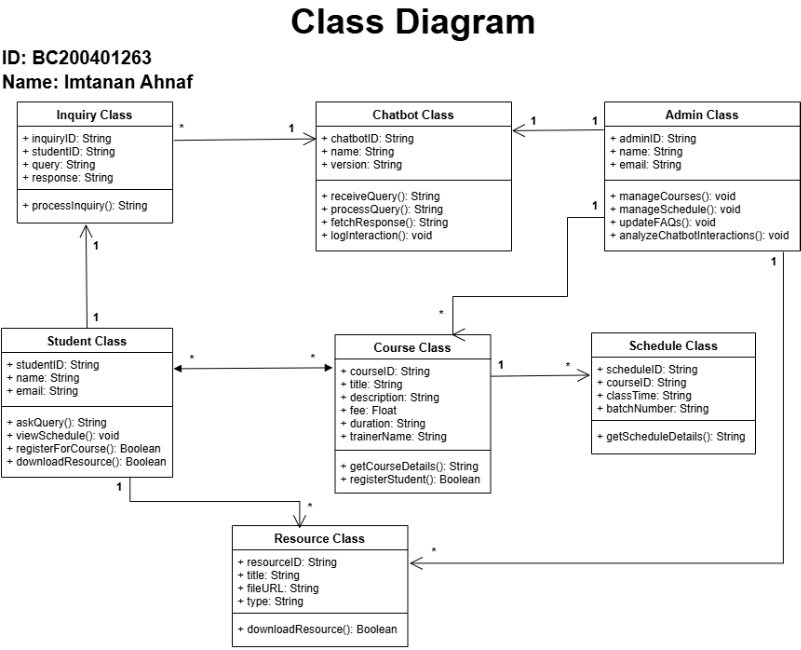 Class Diagram
ID: BC200401263
Name: Imtanan Ahnaf
Inquiry Class
+ inquiryID: String
+ studentID: String
+ query: String
+ response: String
+ processInquiry(): String
*
1
Chatbot Class
+ chatbotID: String
+ name: String
+ version: String
+ receiveQuery(): String
+ processQuery(): String
+ fetchResponse(): String
+ logInteraction(): void
1
1
Admin Class
+ adminID: String
+ name: String
+ email: String
+ manageCourses(): void
+ manageSchedule(): void
+ updateFAQs(): void
+ analyzeChatbotInteractions(): void
1
1
1
1
*
Student Class
+ studentID: String
+ name: String
+ email: String
+ askQuery(): String
+ viewSchedule(): void
+ registerForCourse(): Boolean
+ downloadResource(): Boolean
*
*
Course Class
+ courseID: String
+ title: String
+ description: String
+ fee: Float
+ duration: String
+ trainerName: String
+ getCourseDetails(): String
+ registerStudent(): Boolean
1
*
Schedule Class
+ scheduleID: String
+ courseID: String
+ classTime: String
+ batchNumber: String
+ getScheduleDetails(): String
1
*
Resource Class
+ resourceID: String
+ title: String
+ fileURL: String
+ type: String
+ downloadResource(): Boolean
*